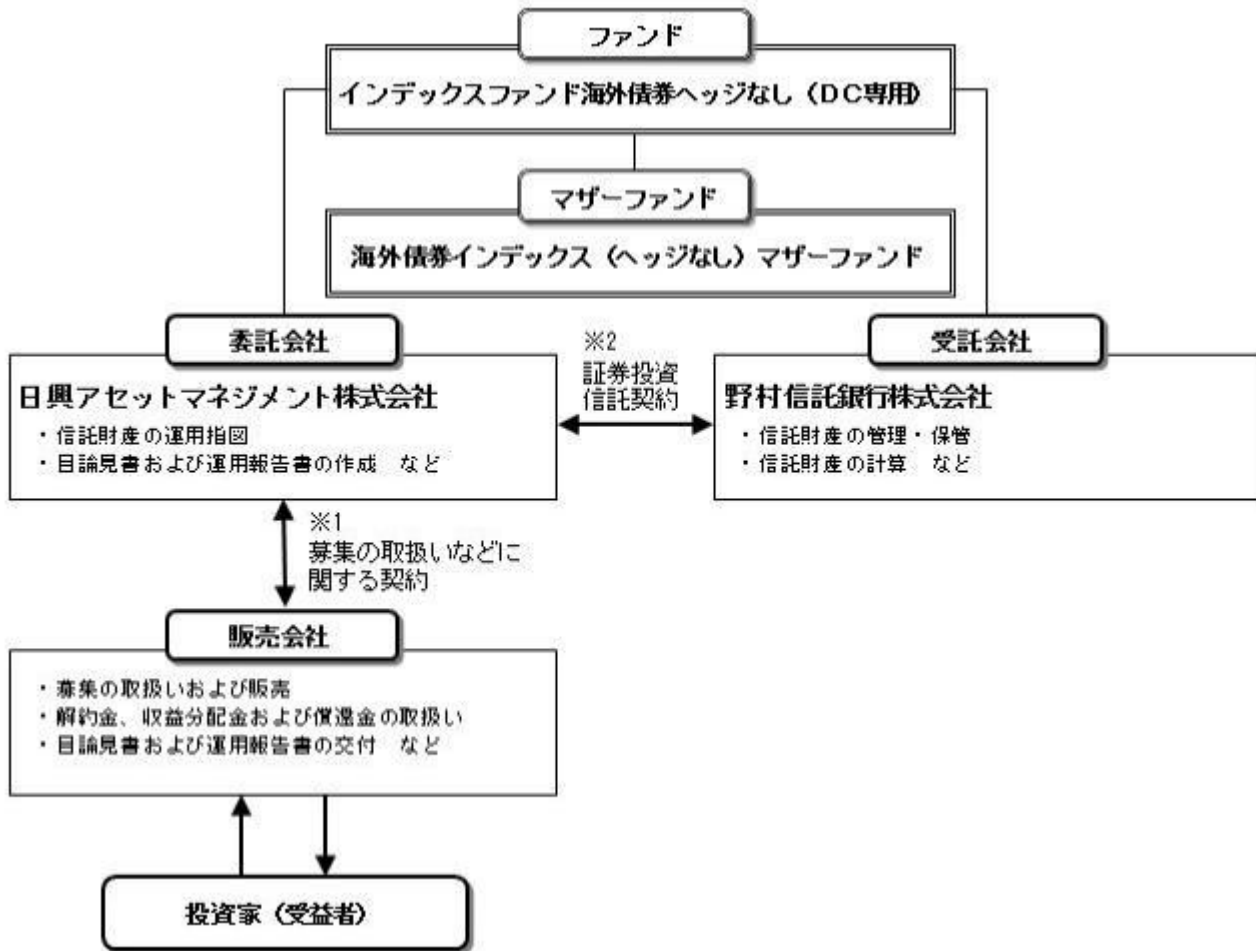 ファンド
インデックスファンド海外債券ヘッジなし（ＤＣ専用）
マザーファンド
海外債券インデックス（ヘッジなし）マザーファンド
委託会社
日興アセットマネジメント株式会社
・信託財産の運用指図
・目論見書および運用報告書の作成　など
※2
証券投資
信託契約
受託会社
野村信託銀行株式会社
・信託財産の管理・保管
・信託財産の計算　など
※1
募集の取扱いなどに
関する契約
販売会社
・募集の取扱いおよび販売
・解約金、収益分配金および償還金の取扱い
・目論見書および運用報告書の交付　など
投資家（受益者）